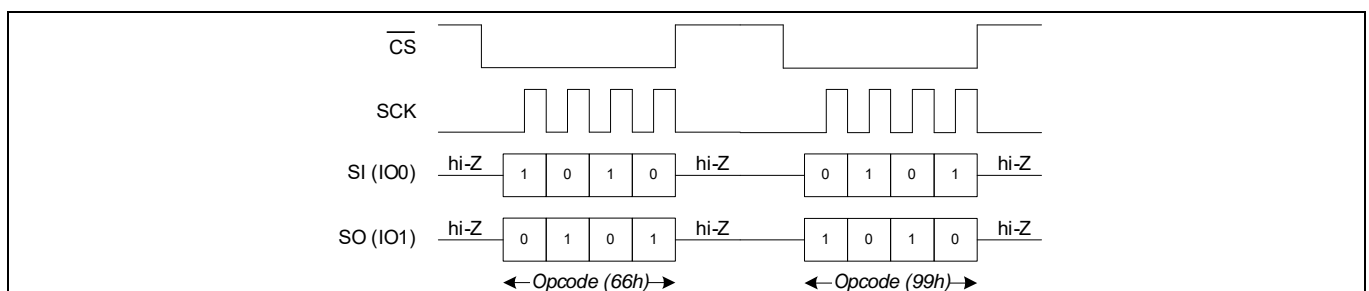 CS
SCK
SI (IO0) hi-Z 1 0 1 0 hi-Z 0 1 0 1 hi-Z
SO (IO1) hi-Z 0 1 0 1 hi-Z 1 0 1 0 hi-Z
Opcode (66h) Opcode (99h)